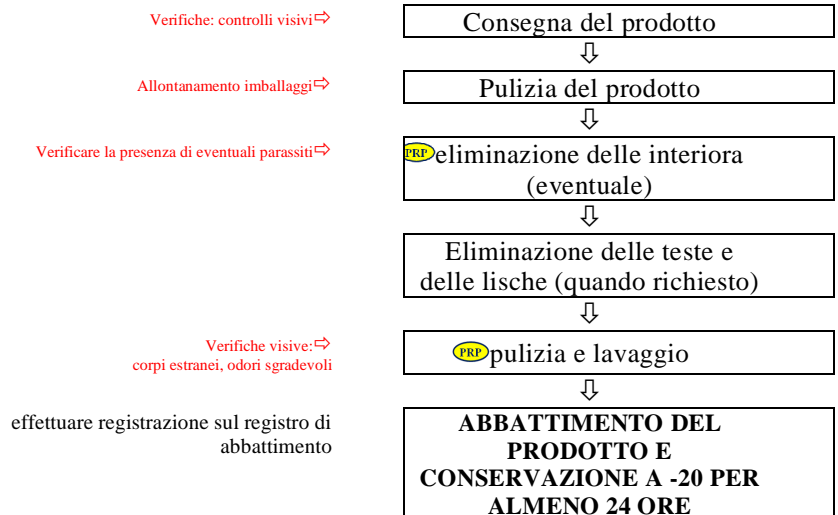 Verifiche: controlli visivi⇨
Consegna del prodotto
⇩
Allontanamento imballaggi⇨
Pulizia del prodotto
⇩
Verificare la presenza di eventuali parassiti⇨
PRP eliminazione delle interiora
(eventuale)
⇩
Eliminazione delle teste e
delle lische (quando richiesto)
⇩
Verifiche visive:⇨
corpi estranei, odori sgradevoli
PRP pulizia e lavaggio
⇩
effettuare registrazione sul registro di
abbattimento
ABBATTIMENTO DEL
PRODOTTO E
CONSERVAZIONE A -20 PER
ALMENO 24 ORE